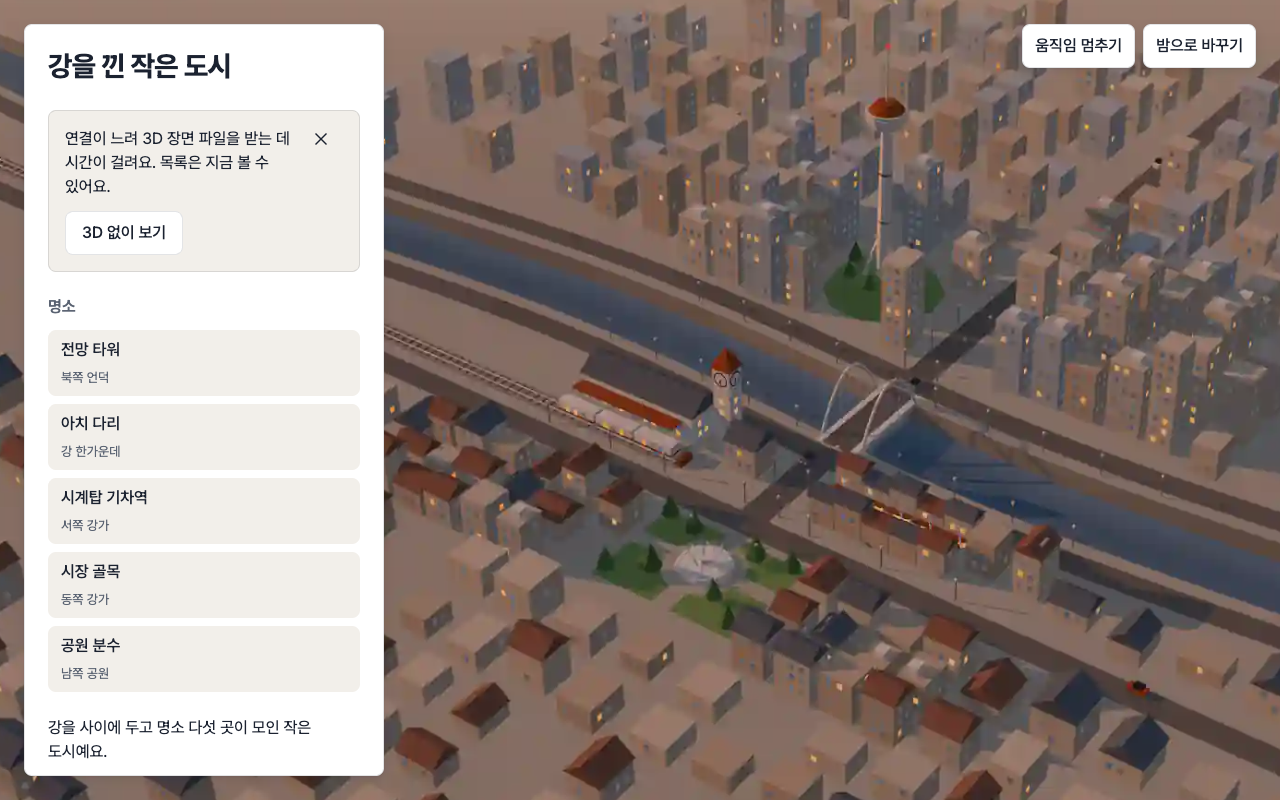 강을 낀 작은 도시
움직임 멈추기
밤으로 바꾸기
연결이 느려 3D 장면 파일을 받는 데
시간이 걸려요. 목록은 지금 볼 수
있어요.
3D 없이 보기
명소
전망 타워
북쪽 언덕
아치 다리
강 한가운데
시계탑 기차역
서쪽 강가
시장 골목
동쪽 강가
공원 분수
남쪽 공원
강을 사이에 두고 명소 다섯 곳이 모인 작은
도시예요.